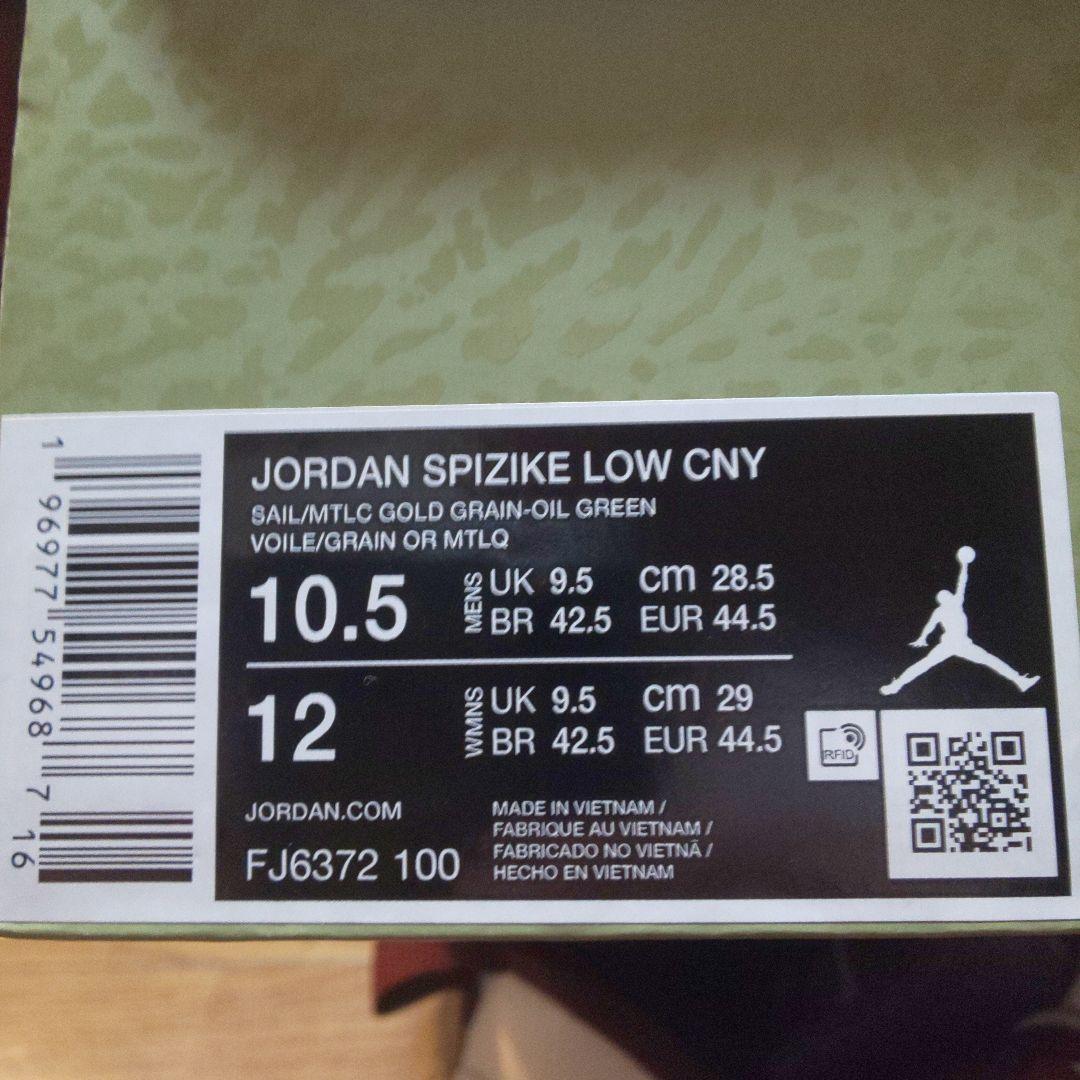 1 96977 54968 7 16
JORDAN SPIZIKE LOW CNY
SAIL/MTLC GOLD GRAIN-OIL GREEN
VOILE/GRAIN OR MTLQ
10.5 MENS UK 9.5 cm 28.5
BR 42.5 EUR 44.5
12 WMNS UK 9.5 cm 29
BR 42.5 EUR 44.5
RFID
JORDAN.COM
FJ6372 100
MADE IN VIETNAM /
FABRIQUE AU VIETNAM /
FABRICADO NO VIETNÃ /
HECHO EN VIETNAM